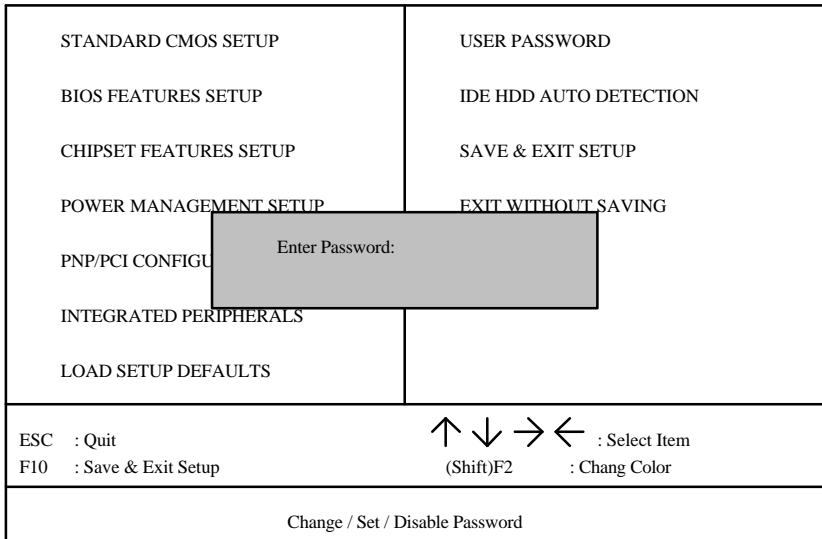 STANDARD CMOS SETUP
BIOS FEATURES SETUP
CHIPSET FEATURES SETUP
POWER MANAGEMENT SETUP
PNP/PCI CONFIGU
INTEGRATED PERIPHERALS
LOAD SETUP DEFAULTS
USER PASSWORD
IDE HDD AUTO DETECTION
SAVE & EXIT SETUP
EXIT WITHOUT SAVING
Enter Password:
ESC : Quit
↑ ↓ → ← : Select Item
F10 : Save & Exit Setup
(Shift)F2 : Chang Color
Change / Set / Disable Password